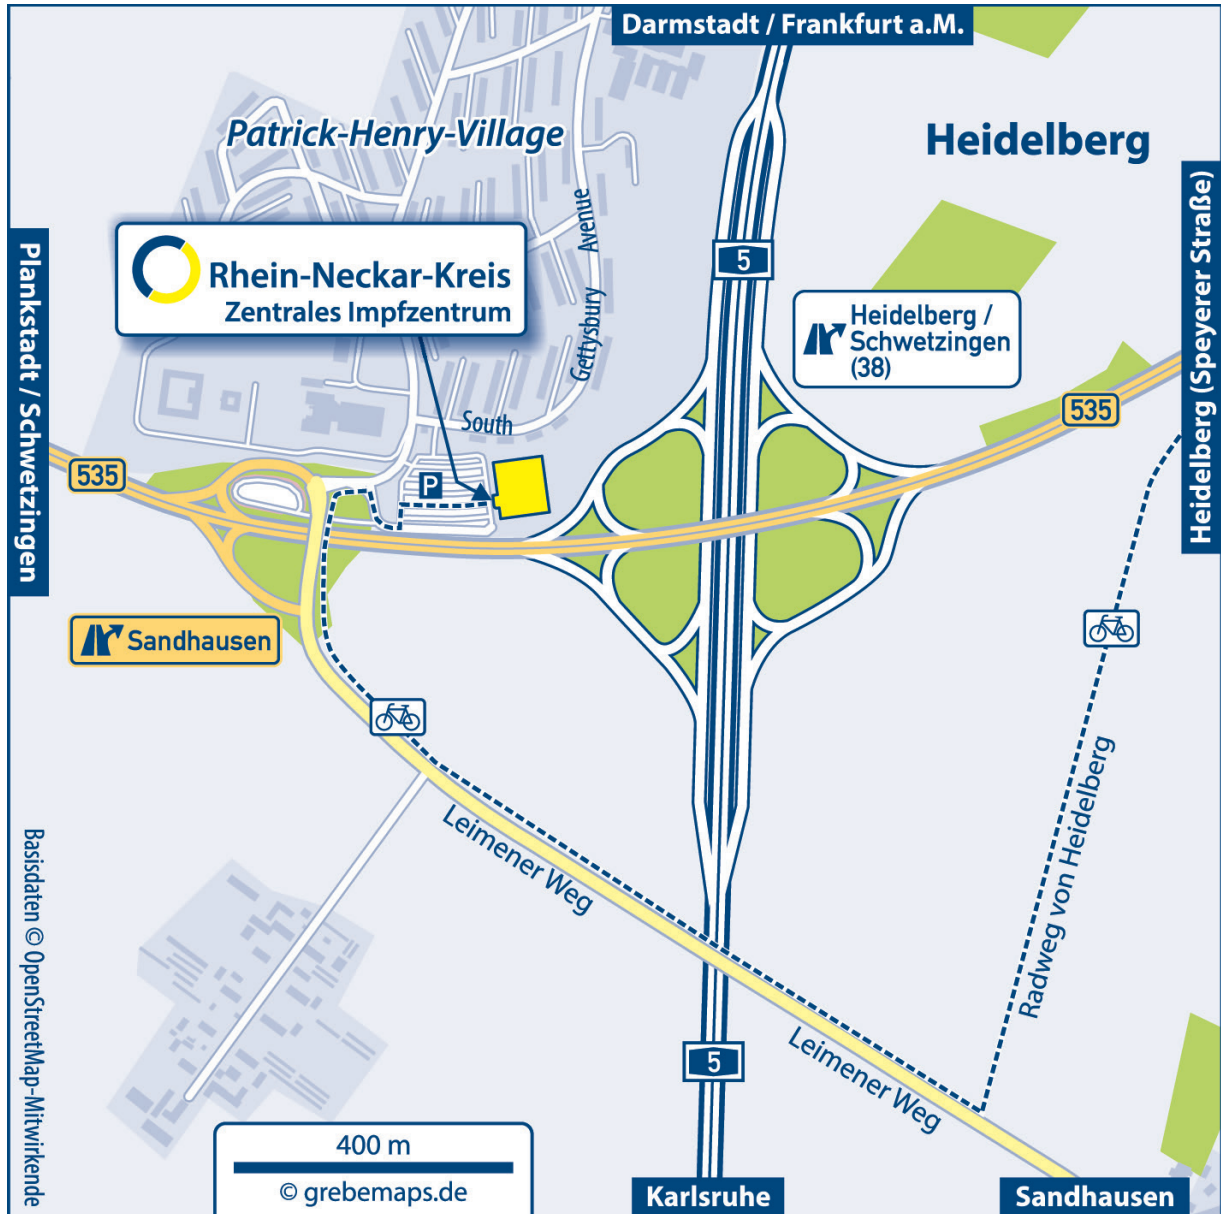 Darmstadt / Frankfurt a.M.
Patrick-Henry-Village
Heidelberg
Rhein-Neckar-Kreis
Zentrales Impfzentrum
Plankstadt / Schwetzingen
Heidelberg (Speyerer Straße)
Gettysbury Avenue
South
5
Heidelberg /
Schwetzingen
(38)
535
535
P
Sandhausen
Leimener Weg
Radweg von Heidelberg
Leimener Weg
5
Basisdaten © OpenStreetMap-Mitwirkende
400 m
© grebemaps.de
Karlsruhe
Sandhausen